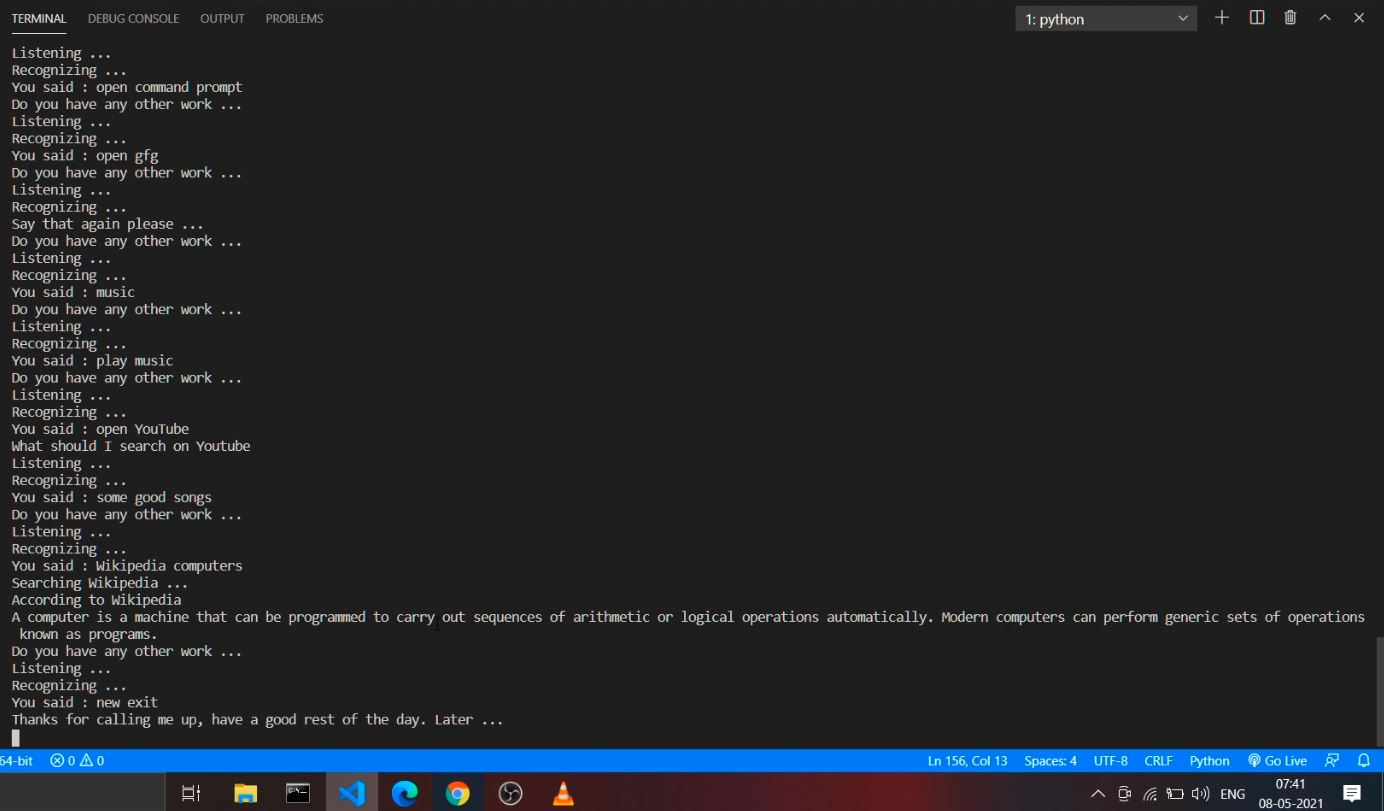 TERMINAL DEBUG CONSOLE OUTPUT PROBLEMS 1: python
Listening ...
Recognizing ...
You said : open command prompt
Do you have any other work ...
Listening ...
Recognizing ...
You said : open gfg
Do you have any other work ...
Listening ...
Recognizing ...
Say that again please ...
Do you have any other work ...
Listening ...
Recognizing ...
You said : music
Do you have any other work ...
Listening ...
Recognizing ...
You said : play music
Do you have any other work ...
Listening ...
Recognizing ...
You said : open YouTube
What should I search on Youtube
Listening ...
Recognizing ...
You said : some good songs
Do you have any other work ...
Listening ...
Recognizing ...
You said : Wikipedia computers
Searching Wikipedia ...
According to Wikipedia
A computer is a machine that can be programmed to carry out sequences of arithmetic or logical operations automatically. Modern computers can perform generic sets of operations
known as programs.
Do you have any other work ...
Listening ...
Recognizing ...
You said : new exit
Thanks for calling me up, have a good rest of the day. Later ...
64-bit 0 0 Ln 156, Col 13 Spaces: 4 UTF-8 CRLF Python Go Live
ENG 07:41
08-05-2021